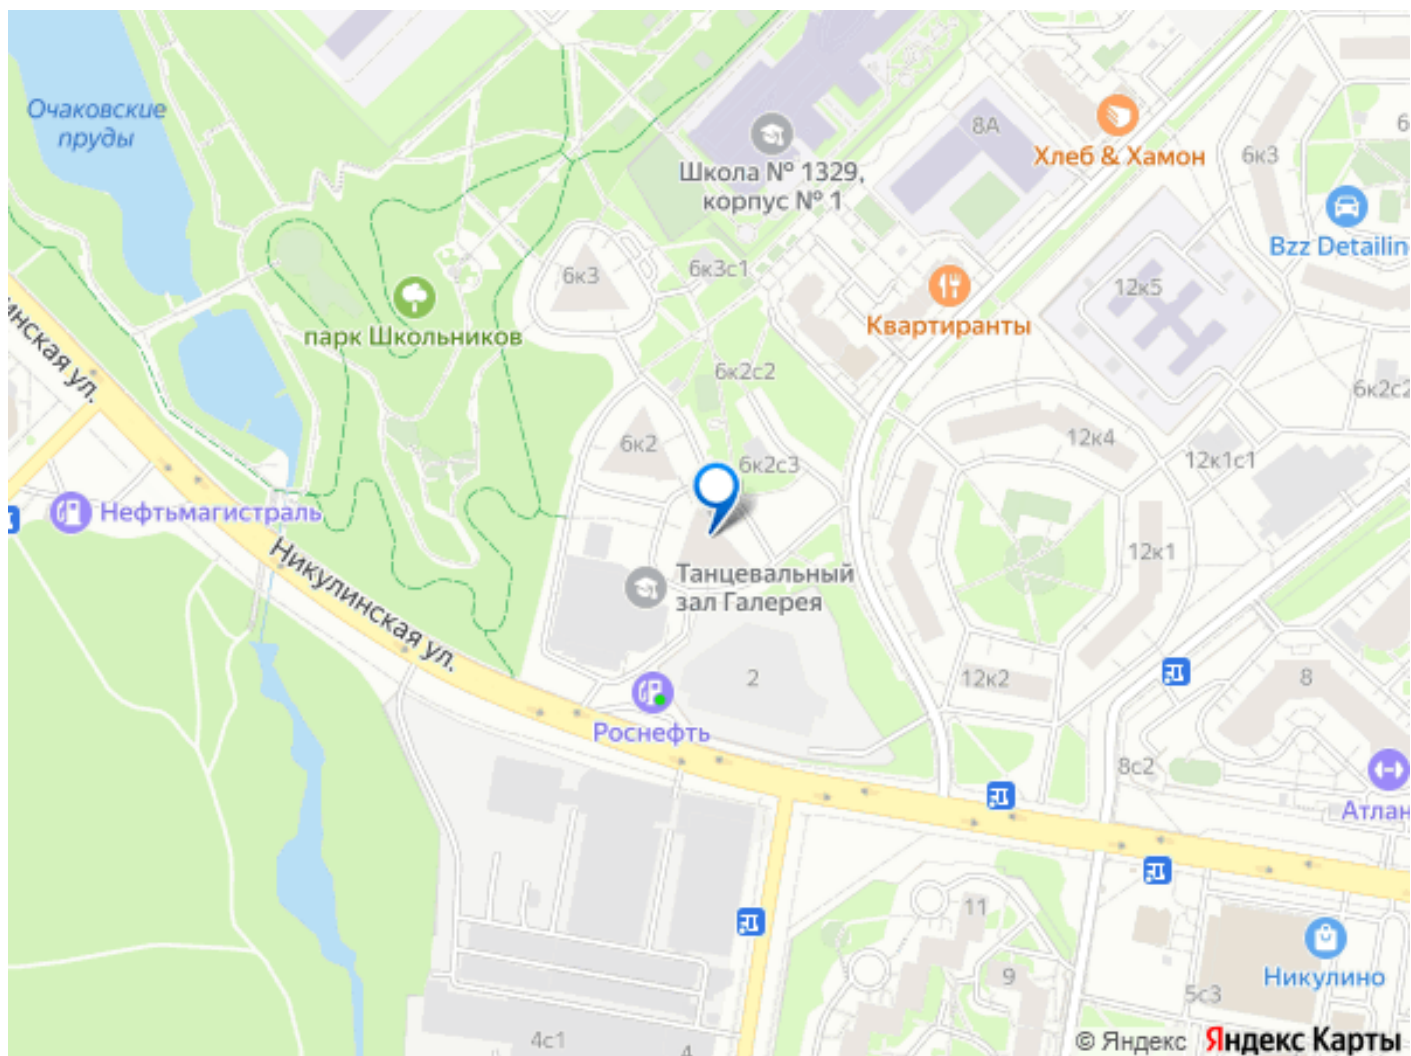 Очаковские
пруды
8А
Хлеб & Хамон
6
6к3
Школа № 1329,
корпус № 1
Bzz Detailin
6к3
6к3с1
12к5
парк Школьников
Квартиранты
инская ул.
6к2с2
6к2с2
6к2
12к4
6к2с3
12к1с1
Нефтьмагистраль
Никулинская ул.
12к1
Танцевальный
зал Галерея
2
12к2
8
Роснефть
8с2
Атлан
11
9
Никулино
5с3
4с1
4
© Яндекс Яндекс Карты